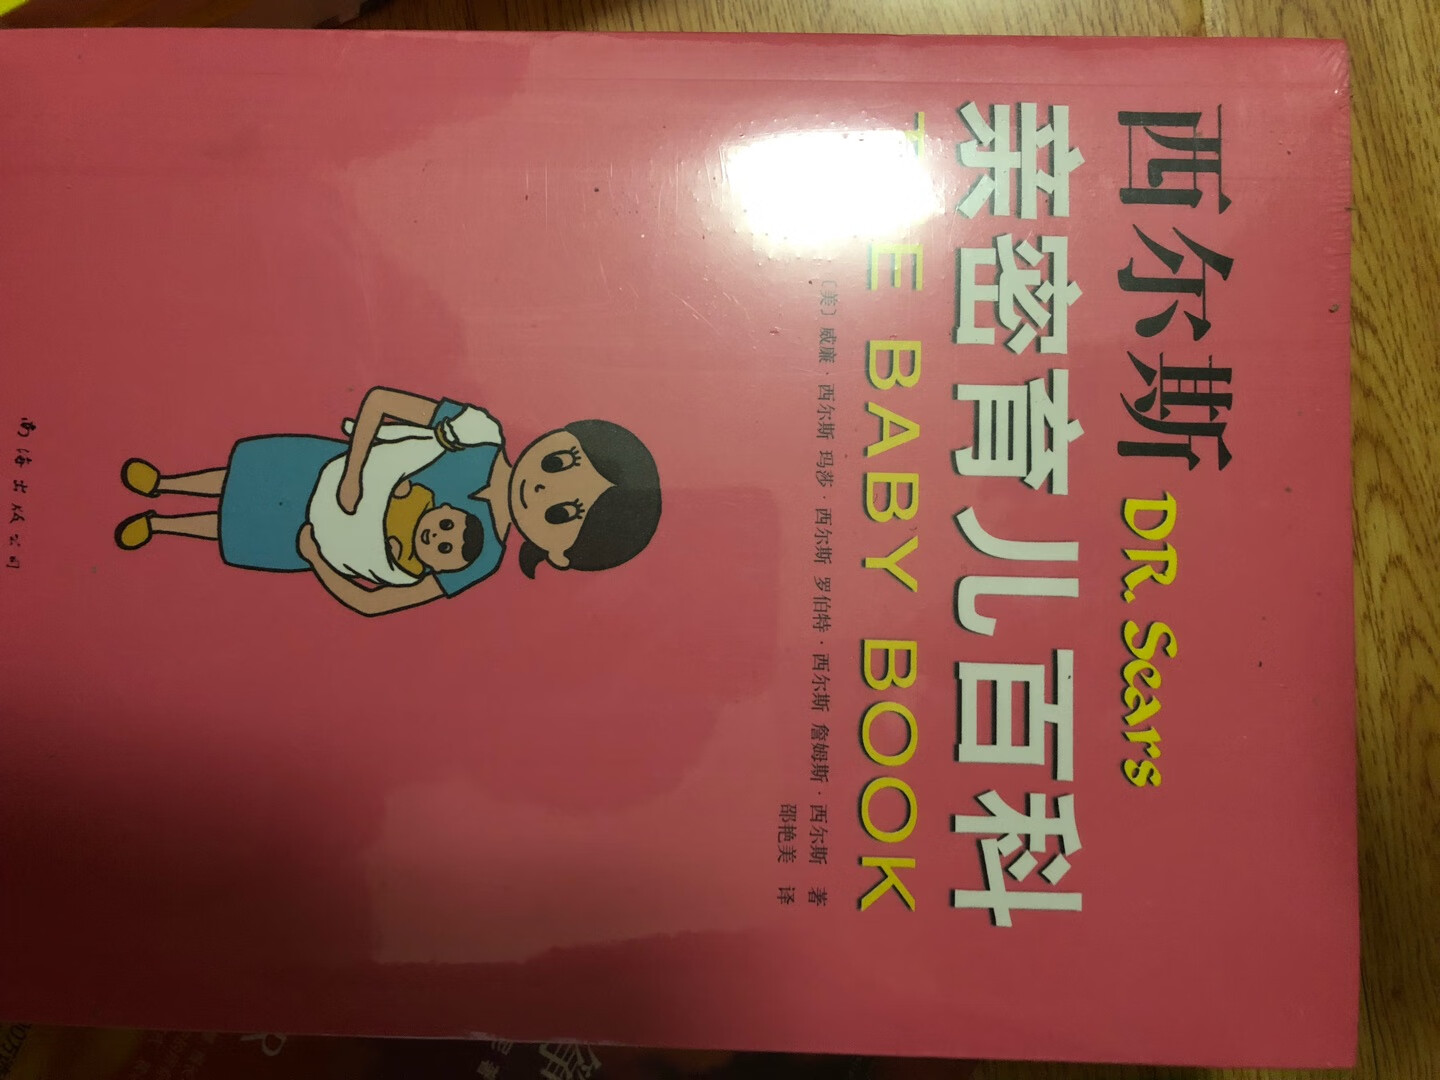 西尔斯 DR. Sears
亲密育儿百科
THE BABY BOOK
〔美〕威廉·西尔斯 玛莎·西尔斯 罗伯特·西尔斯 詹姆斯·西尔斯 著
邵艳美 译
南海出版公司